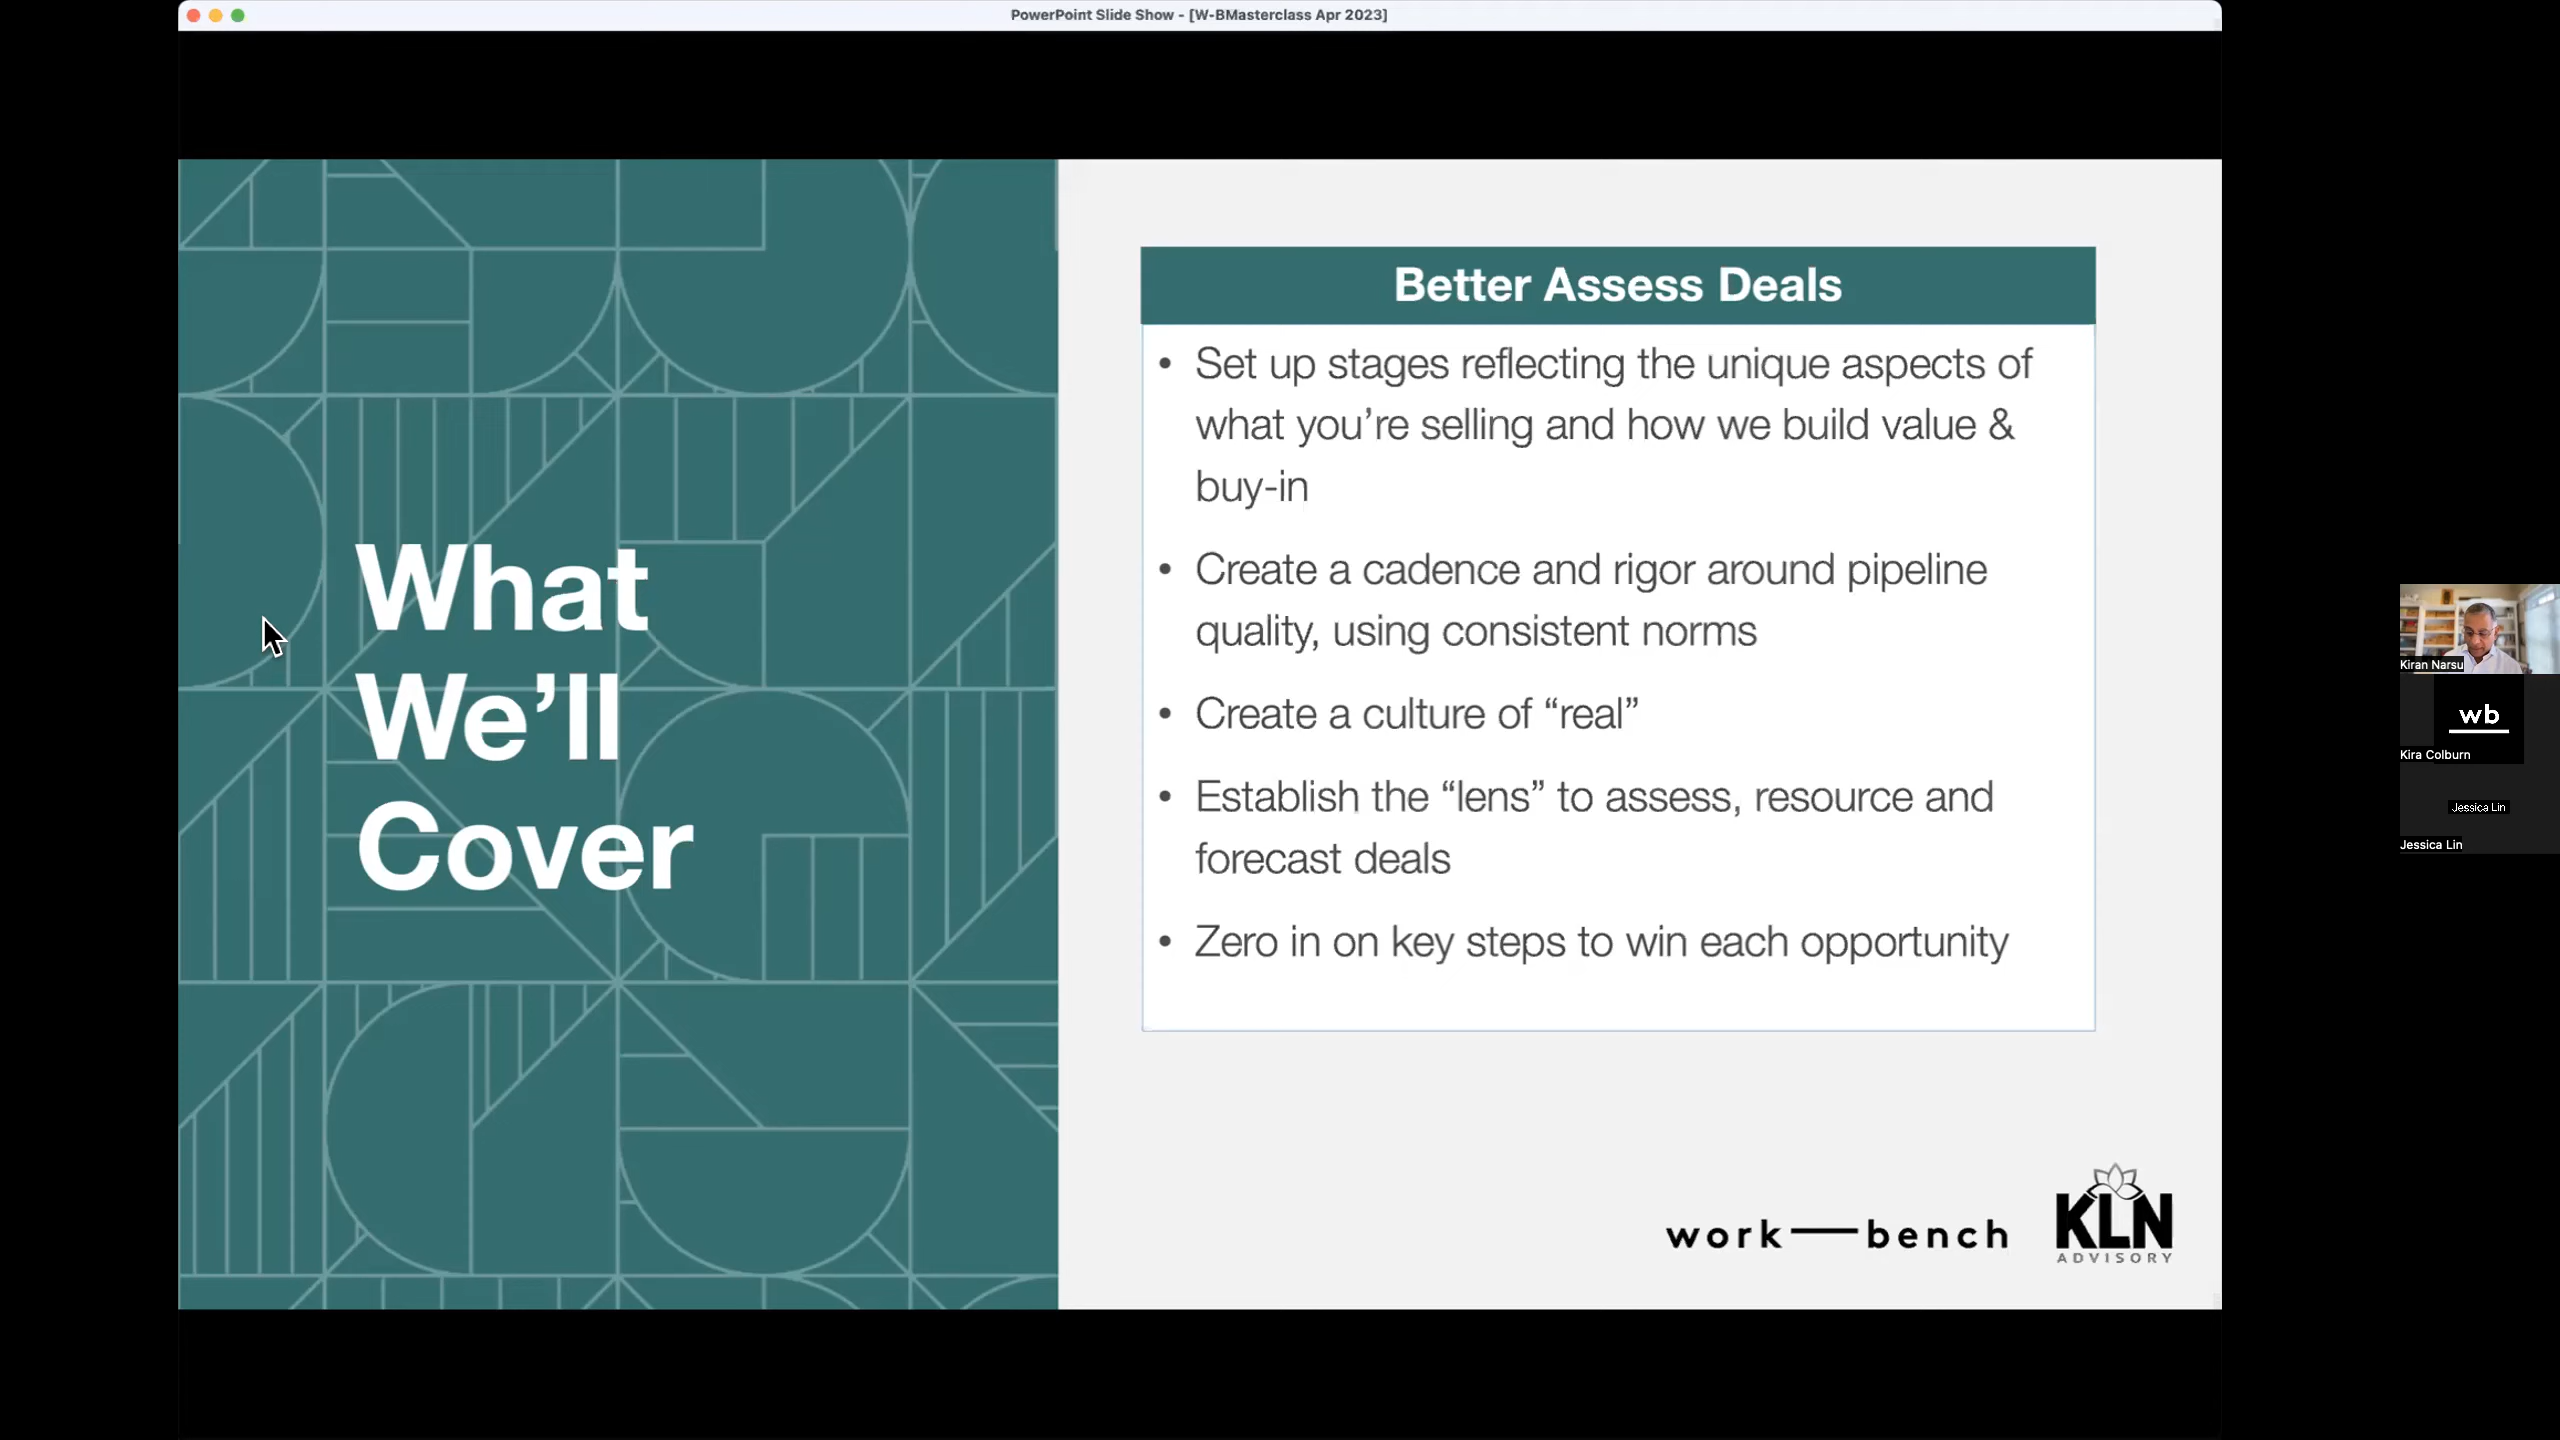 PowerPoint Slide Show - [W-BMasterclass Apr 2023]
What
We’ll
Cover
Better Assess Deals
• Set up stages reflecting the unique aspects of
what you’re selling and how we build value &
buy-in
• Create a cadence and rigor around pipeline
quality, using consistent norms
• Create a culture of “real”
• Establish the “lens” to assess, resource and
forecast deals
• Zero in on key steps to win each opportunity
work—bench
KLN
ADVISORY
Kiran Narsu
wb
Kira Colburn
Jessica Lin
Jessica Lin